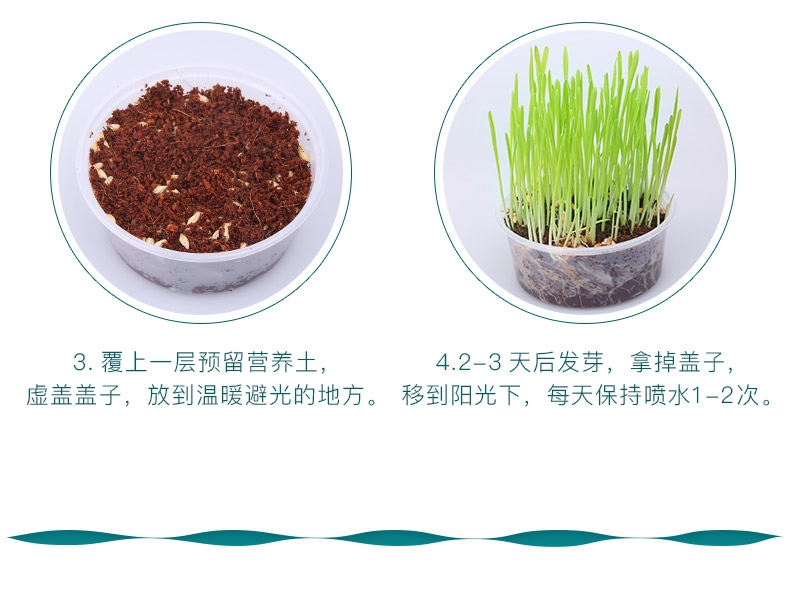 3. 覆上一层预留营养土，
虚盖盖子，放到温暖避光的地方。
4.2-3 天后发芽，拿掉盖子，
移到阳光下，每天保持喷水1-2次。